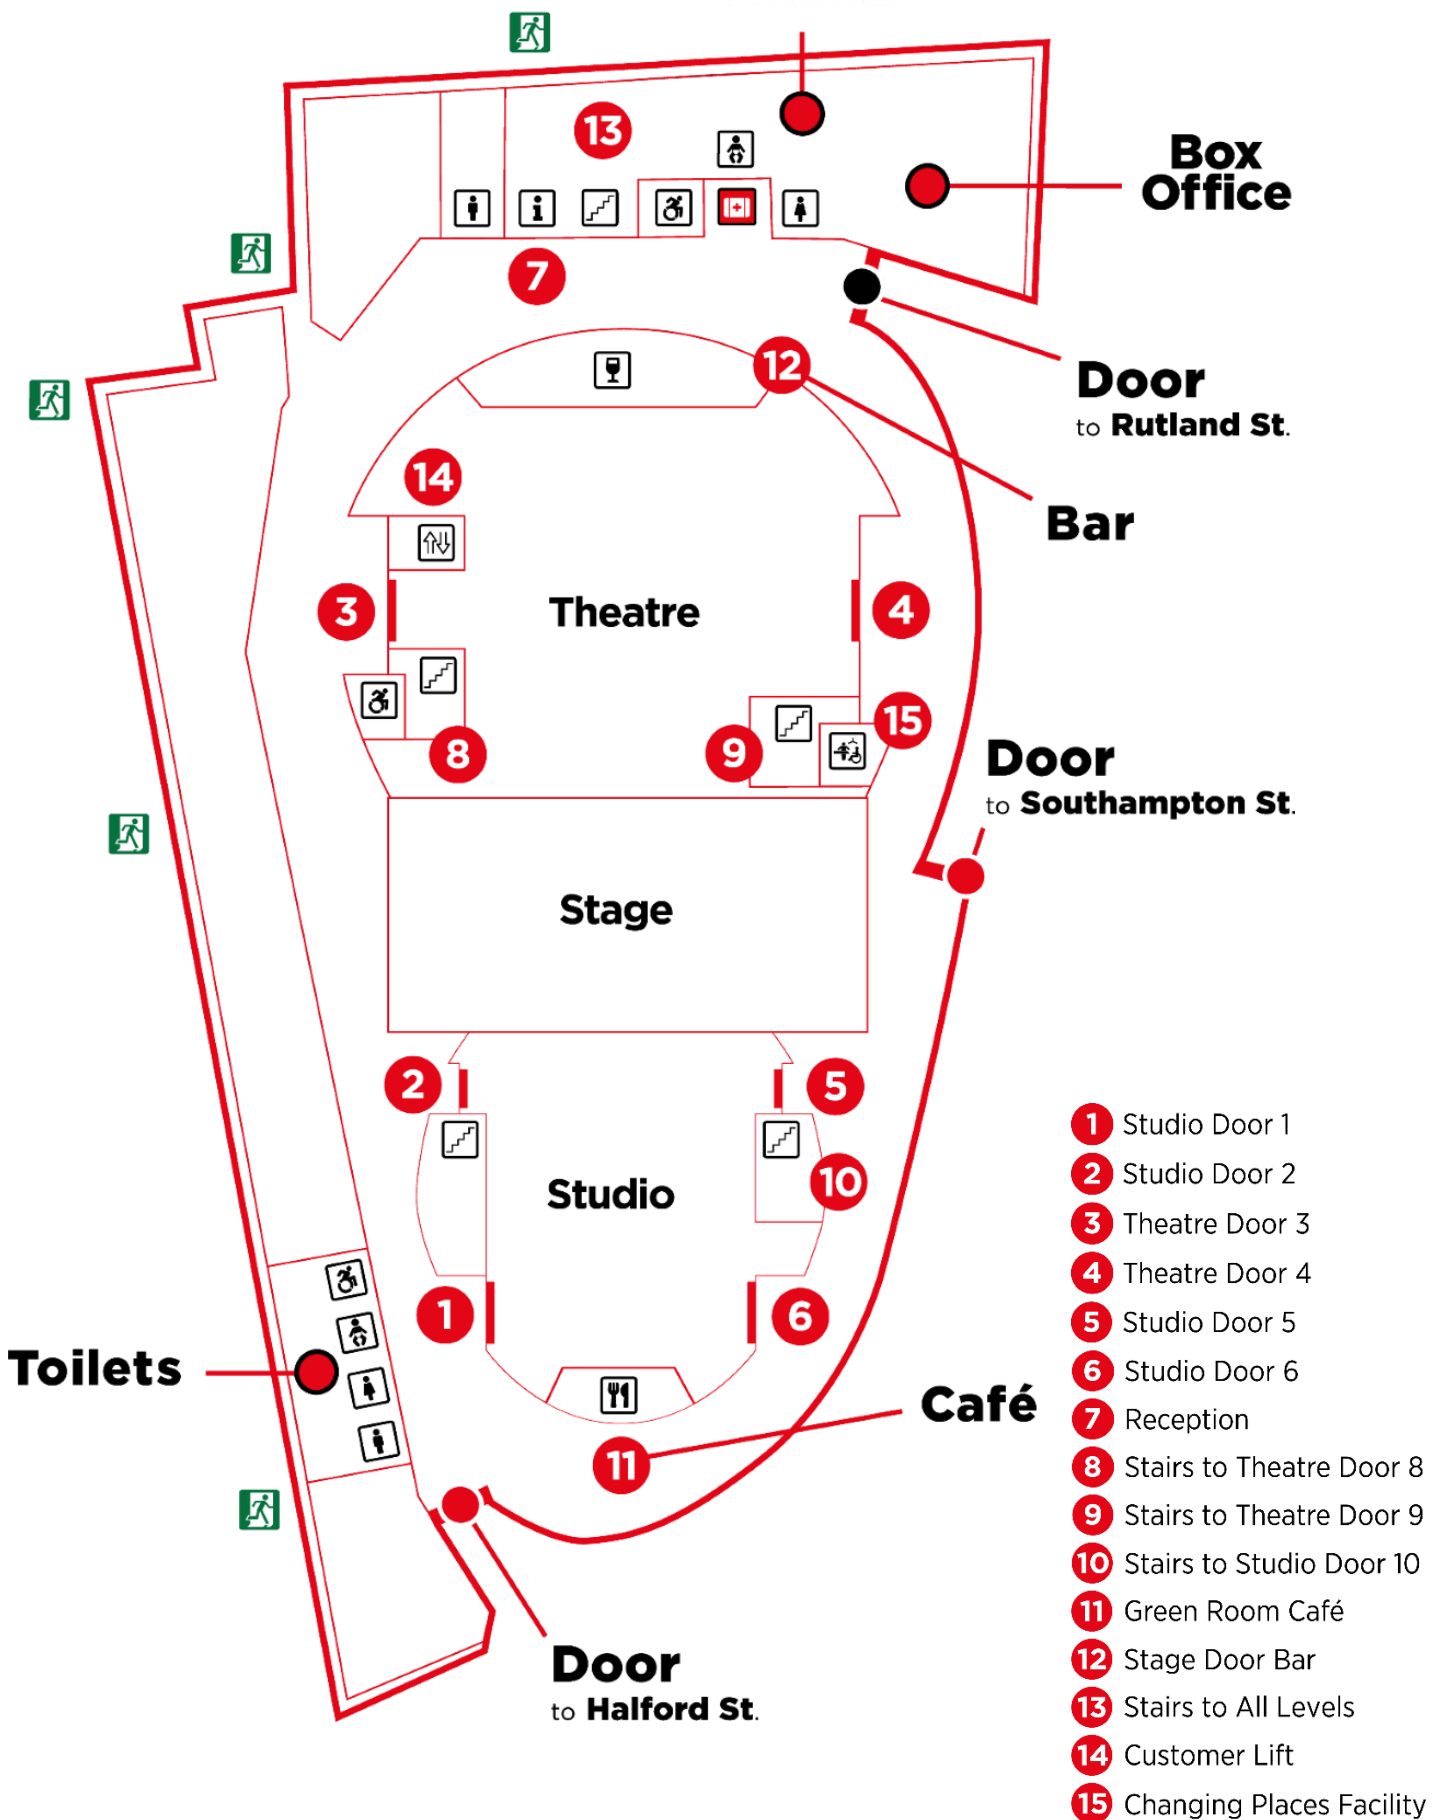 13
Box
Office
7
12
Door
to Rutland St.
14
Bar
3
Theatre
4
15
8
9
Door
to Southampton St.
Stage
2
5
10
Studio
1
6
Toilets
Café
11
Door
to Halford St.
1 Studio Door 1
2 Studio Door 2
3 Theatre Door 3
4 Theatre Door 4
5 Studio Door 5
6 Studio Door 6
7 Reception
8 Stairs to Theatre Door 8
9 Stairs to Theatre Door 9
10 Stairs to Studio Door 10
11 Green Room Café
12 Stage Door Bar
13 Stairs to All Levels
14 Customer Lift
15 Changing Places Facility